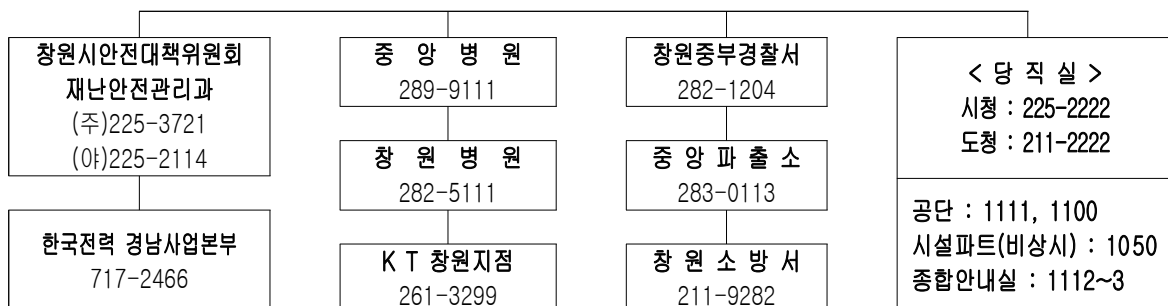 창원시안전대책위원회
재난안전관리과
(주)225-3721
(야)225-2114
한국전력 경남사업본부
717-2466
중 앙 병 원
289-9111
창 원 병 원
282-5111
K T 창원지점
261-3299
창원중부경찰서
282-1204
중 앙 파 출 소
283-0113
창 원 소 방 서
211-9282
< 당 직 실 >
시청 : 225-2222
도청 : 211-2222
공단 : 1111, 1100
시설파트(비상시) : 1050
종합안내실 : 1112~3